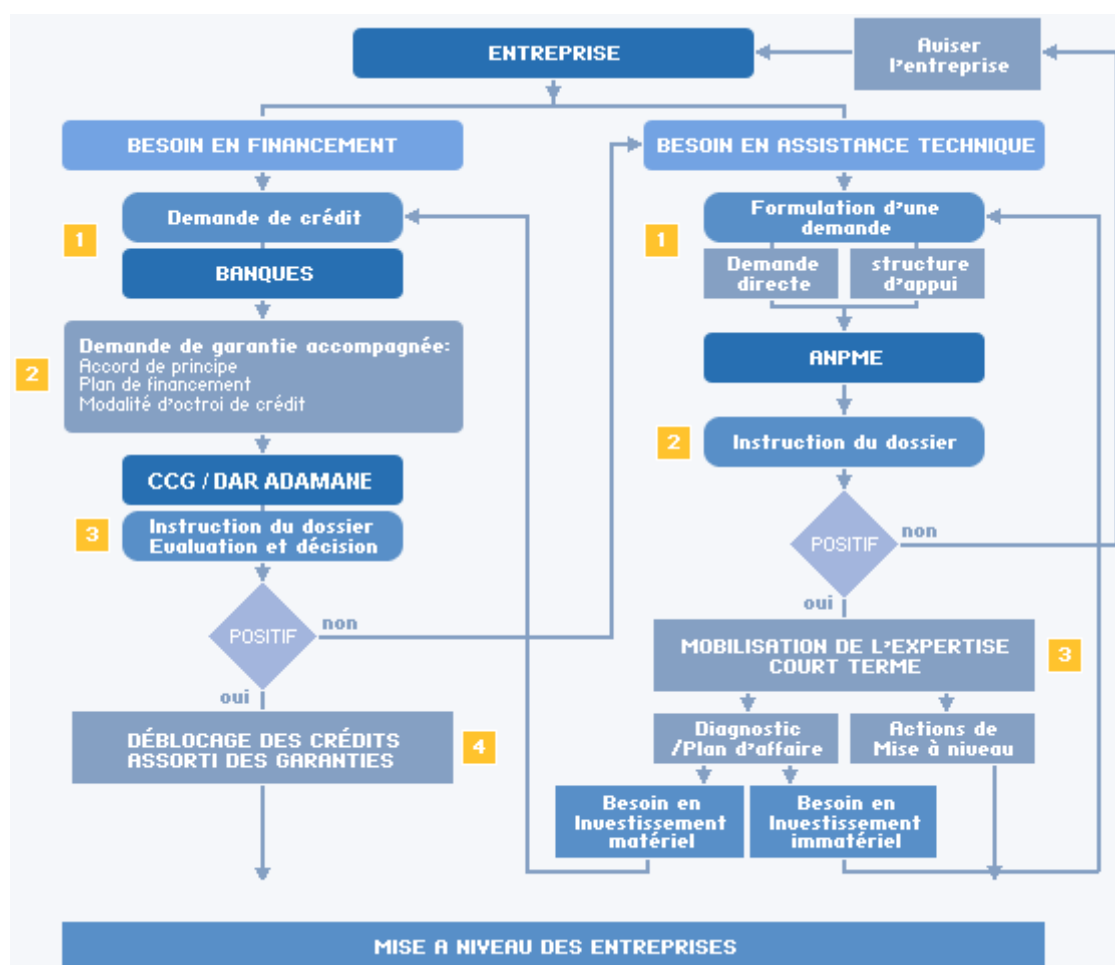 ENTREPRISE
Aviser
l'entreprise
BESOIN EN FINANCEMENT
BESOIN EN ASSISTANCE TECHNIQUE
1
Demande de crédit
BANQUES
2
Demande de garantie accompagnée:
Accord de principe
Plan de financement
Modalité d'octroi de crédit
CCG / DAR ADAMANE
3
Instruction du dossier
Evaluation et décision
POSITIF
non
oui
DÉBLOCAGE DES CRÉDITS
ASSORTI DES GARANTIES
4
1
Formulation d'une
demande
Demande
directe
structure
d'appui
ANPME
2
Instruction du dossier
POSITIF
non
oui
MOBILISATION DE L'EXPERTISE
COURT TERME
3
Diagnostic
/Plan d'affaire
Actions de
Mise à niveau
Besoin en
Investissement
matériel
Besoin en
Investissement
immatériel
MISE A NIVEAU DES ENTREPRISES